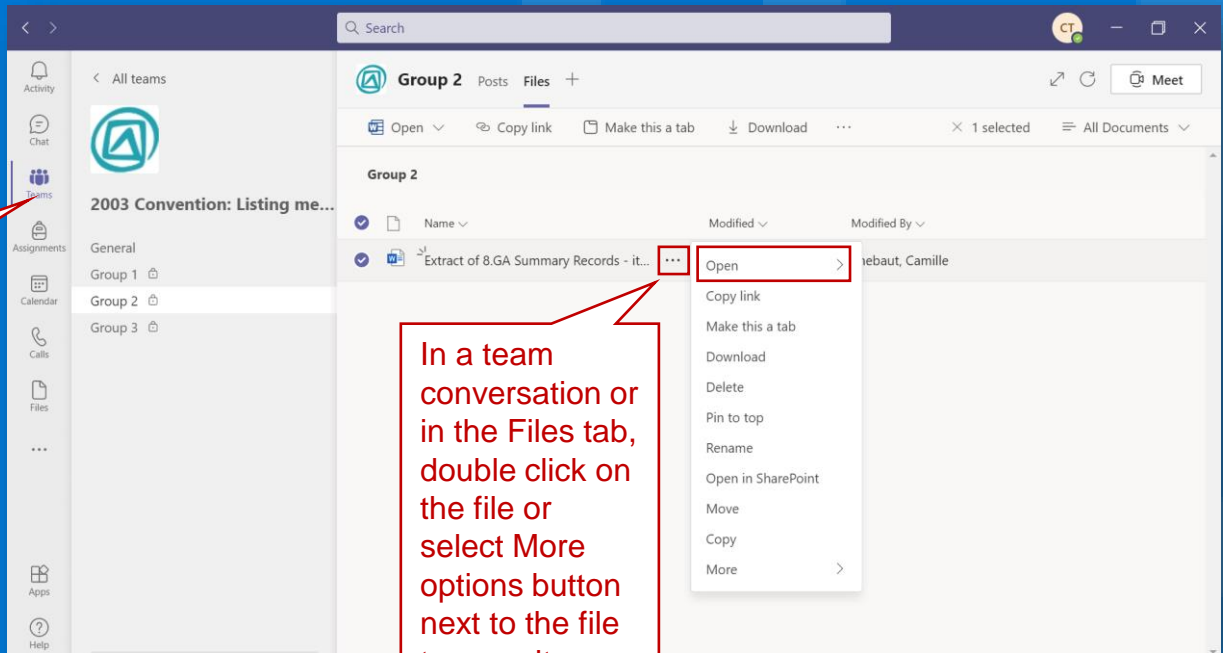 Search
CT
Activity
Chat
Teams
Assignments
Calendar
Calls
Files
...
Apps
Help
< All teams
2003 Convention: Listing me...
General
Group 1
Group 2
Group 3
Group 2 Posts Files +
Meet
Open Copy link Make this a tab Download ... × 1 selected All Documents
Group 2
Name Modified Modified By
Extract of 8.GA Summary Records - it... ... nebaut, Camille
Open >
Copy link
Make this a tab
Download
Delete
Pin to top
Rename
Open in SharePoint
Move
Copy
More >
In a team
conversation or
in the Files tab,
double click on
the file or
select More
options button
next to the file